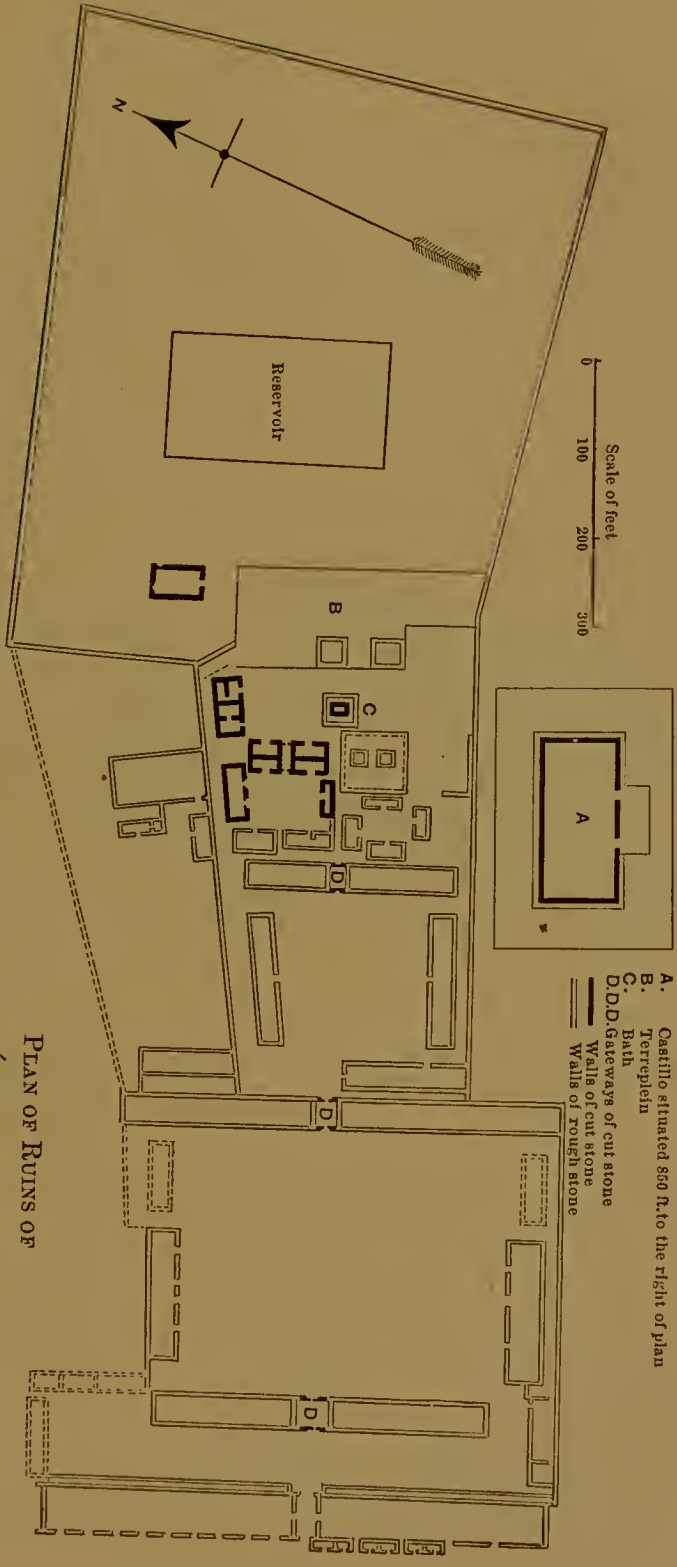 N
Scale of feet
0 100 200 300
Reservoir
A
B
C
D
D
D
A. Castillo situated 850 ft. to the right of plan
B. Terreplein
C. Bath
D.D.D. Gateways of cut stone
Walls of cut stone
Walls of rough stone
PLAN OF RUINS OF